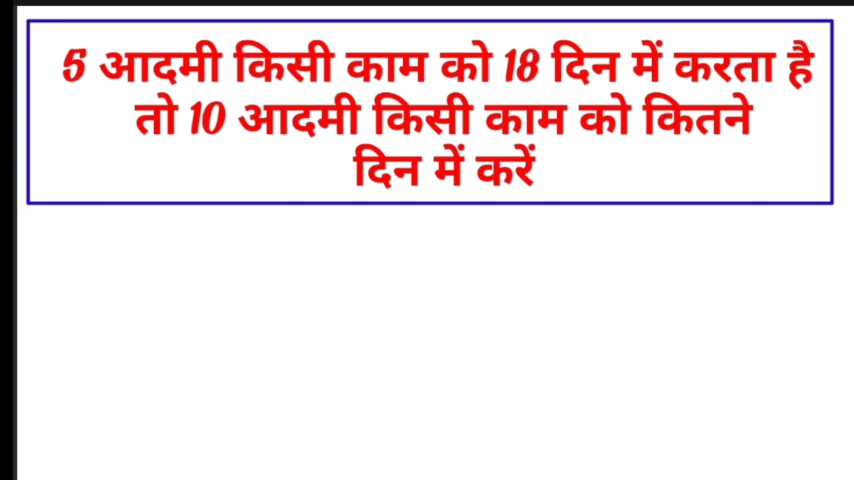 5 आदमी किसी काम को 18 दिन में करता है
तो 10 आदमी किसी काम को कितने
दिन में करें